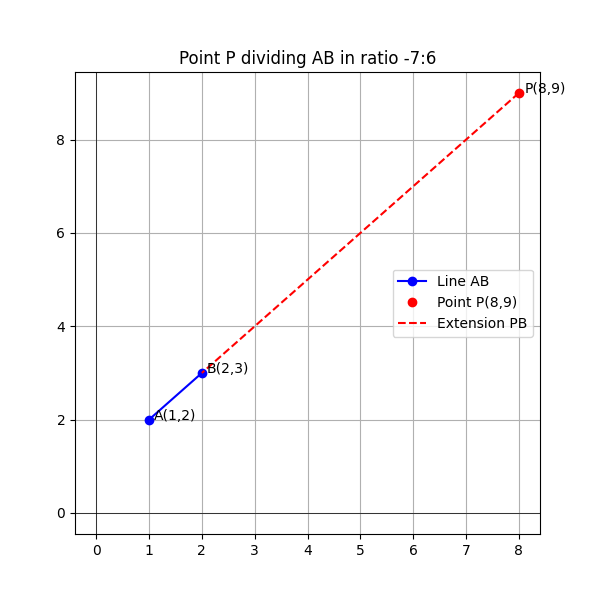 Point P dividing AB in ratio -7:6
P(8,9)
8
6
Line AB
Point P(8,9)
Extension PB
4
B(2,3)
A(1,2)
2
0
0 1 2 3 4 5 6 7 8